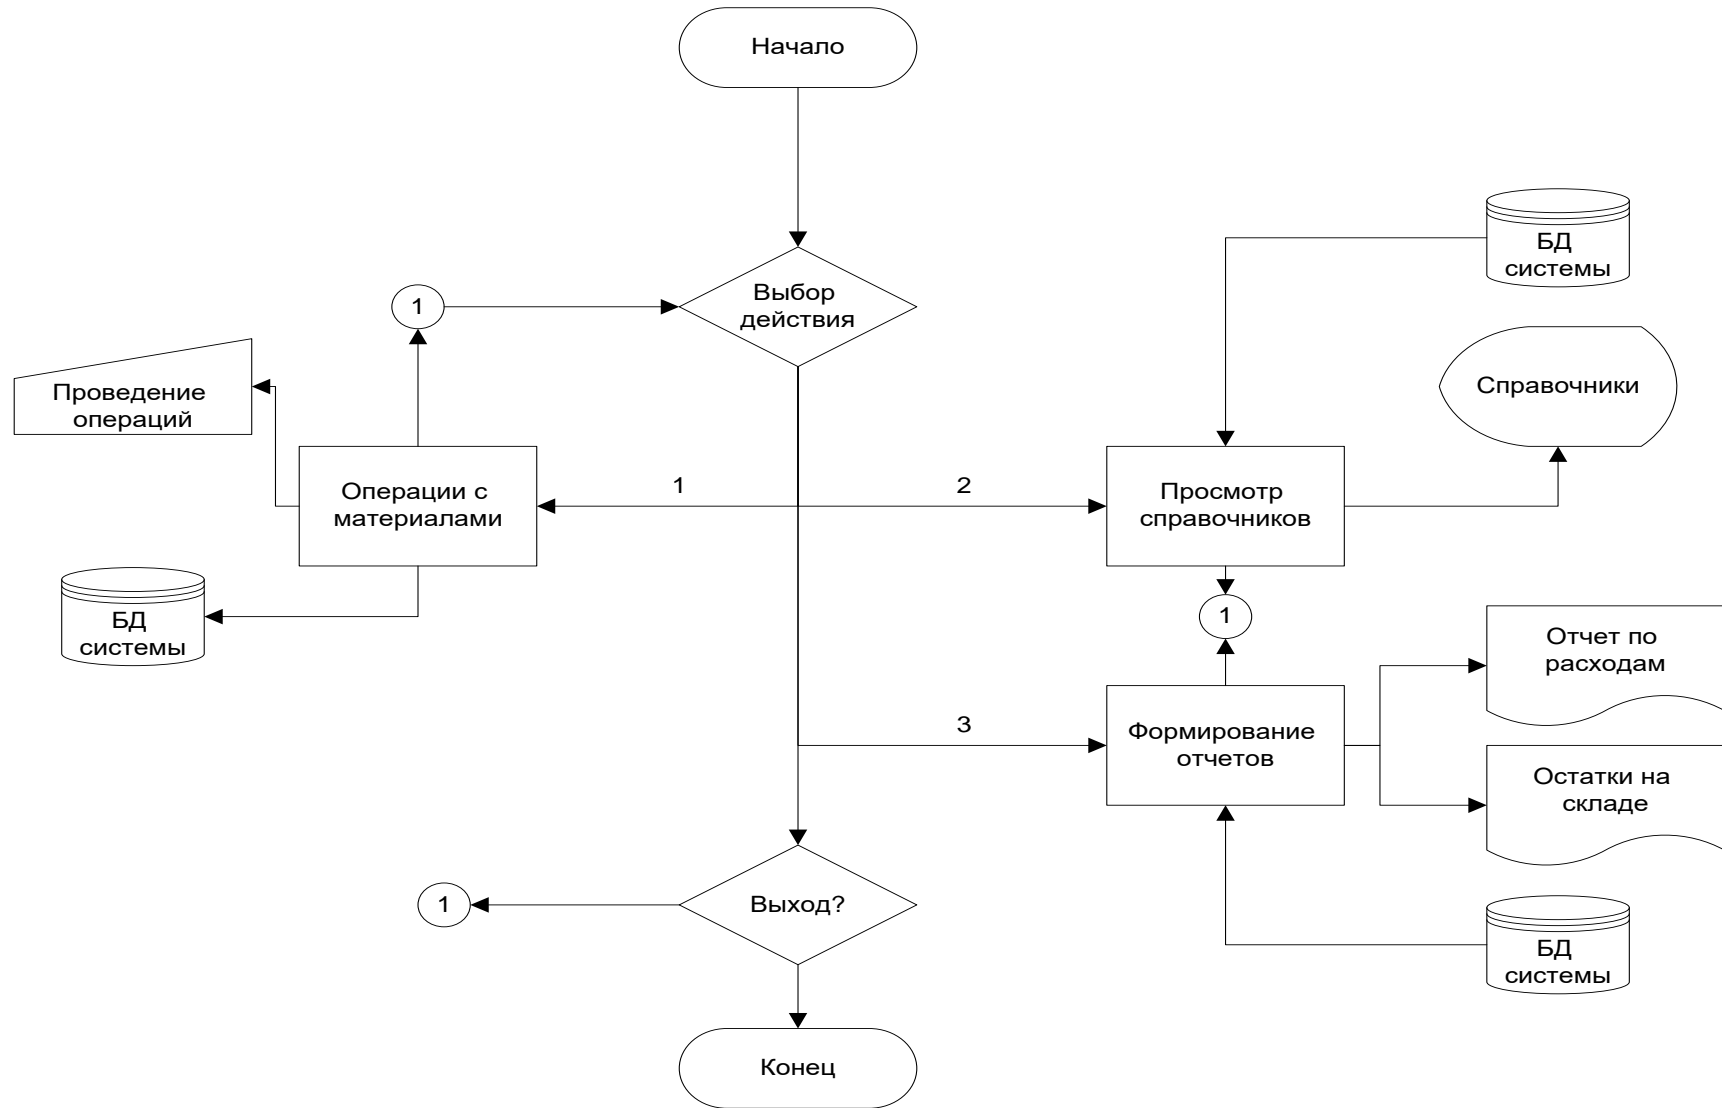 Начало
БД
системы
Выбор
действия
1
Справочники
Проведение
операций
Операции с
материалами
1
2
Просмотр
справочников
БД
системы
1
Отчет по
расходам
3
Формирование
отчетов
Остатки на
складе
1
Выход?
БД
системы
Конец